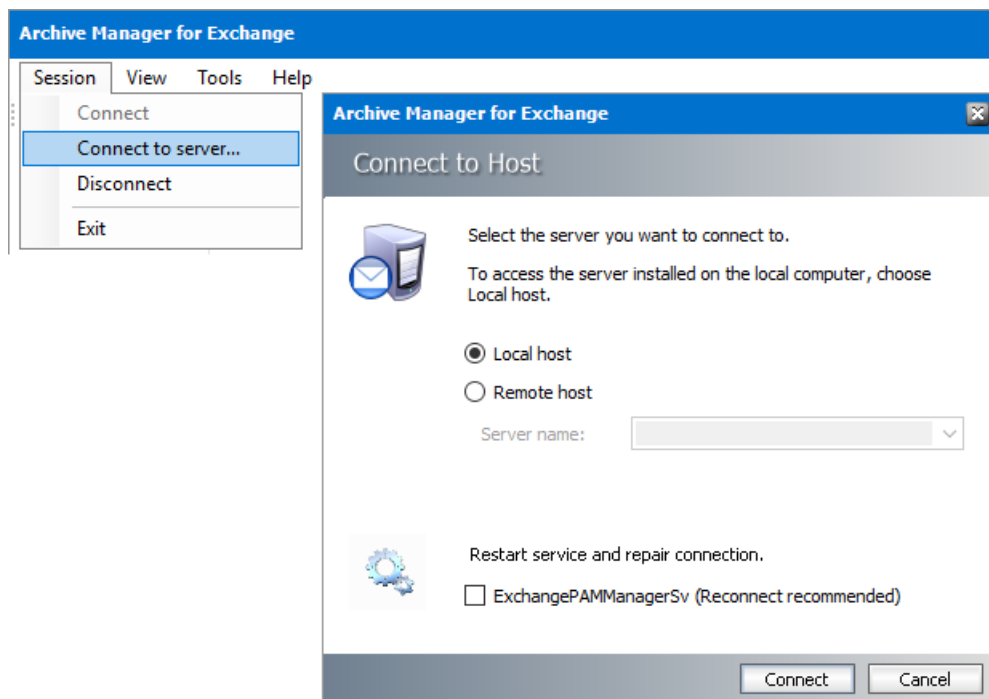 Archive Manager for Exchange
Session View Tools Help
Connect
Connect to server...
Disconnect
Exit
Archive Manager for Exchange
Connect to Host
Select the server you want to connect to.
To access the server installed on the local computer, choose
Local host.
Local host
Remote host
Server name:
Restart service and repair connection.
ExchangePAMManagerSv (Reconnect recommended)
Connect Cancel